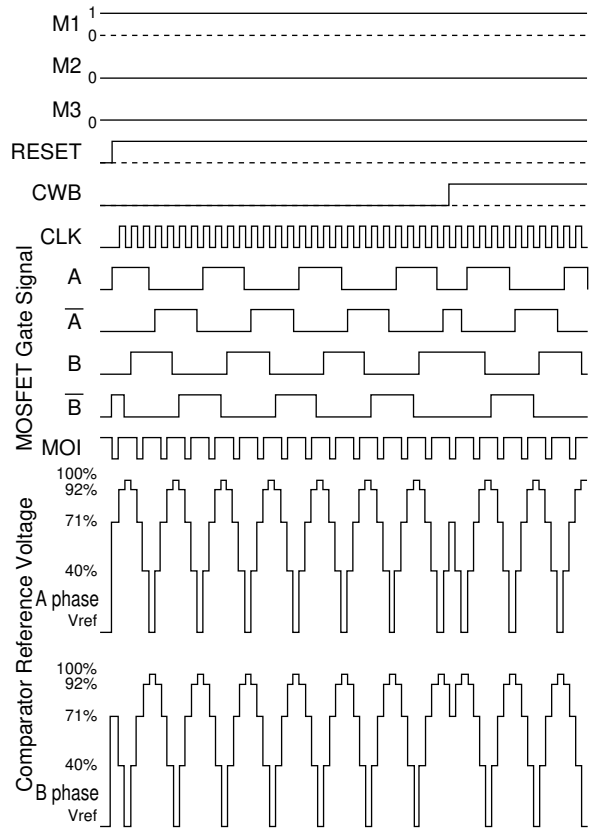 M1 1
0
M2 0
M3 0
RESET
CWB
CLK
MOSFET Gate Signal
A
A
B
B
MOI
Comparator Reference Voltage
100%
92%
71%
40%
A phase
Vref
100%
92%
71%
40%
B phase
Vref